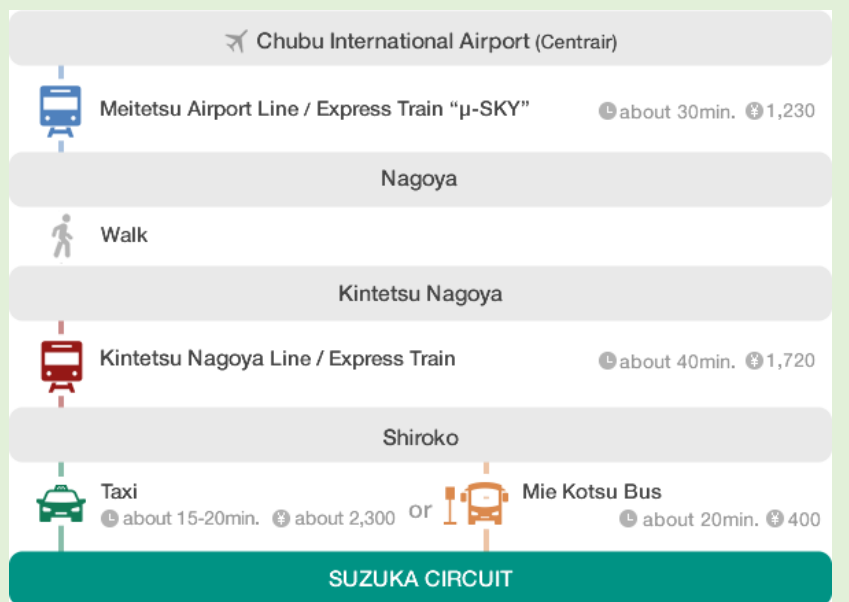 Chubu International Airport (Centrair)
Meitetsu Airport Line / Express Train “μ-SKY” about 30min. ¥1,230
Nagoya
Walk
Kintetsu Nagoya
Kintetsu Nagoya Line / Express Train about 40min. ¥1,720
Shiroko
Taxi
about 15-20min. ¥about 2,300
or
Mie Kotsu Bus
about 20min. ¥400
SUZUKA CIRCUIT